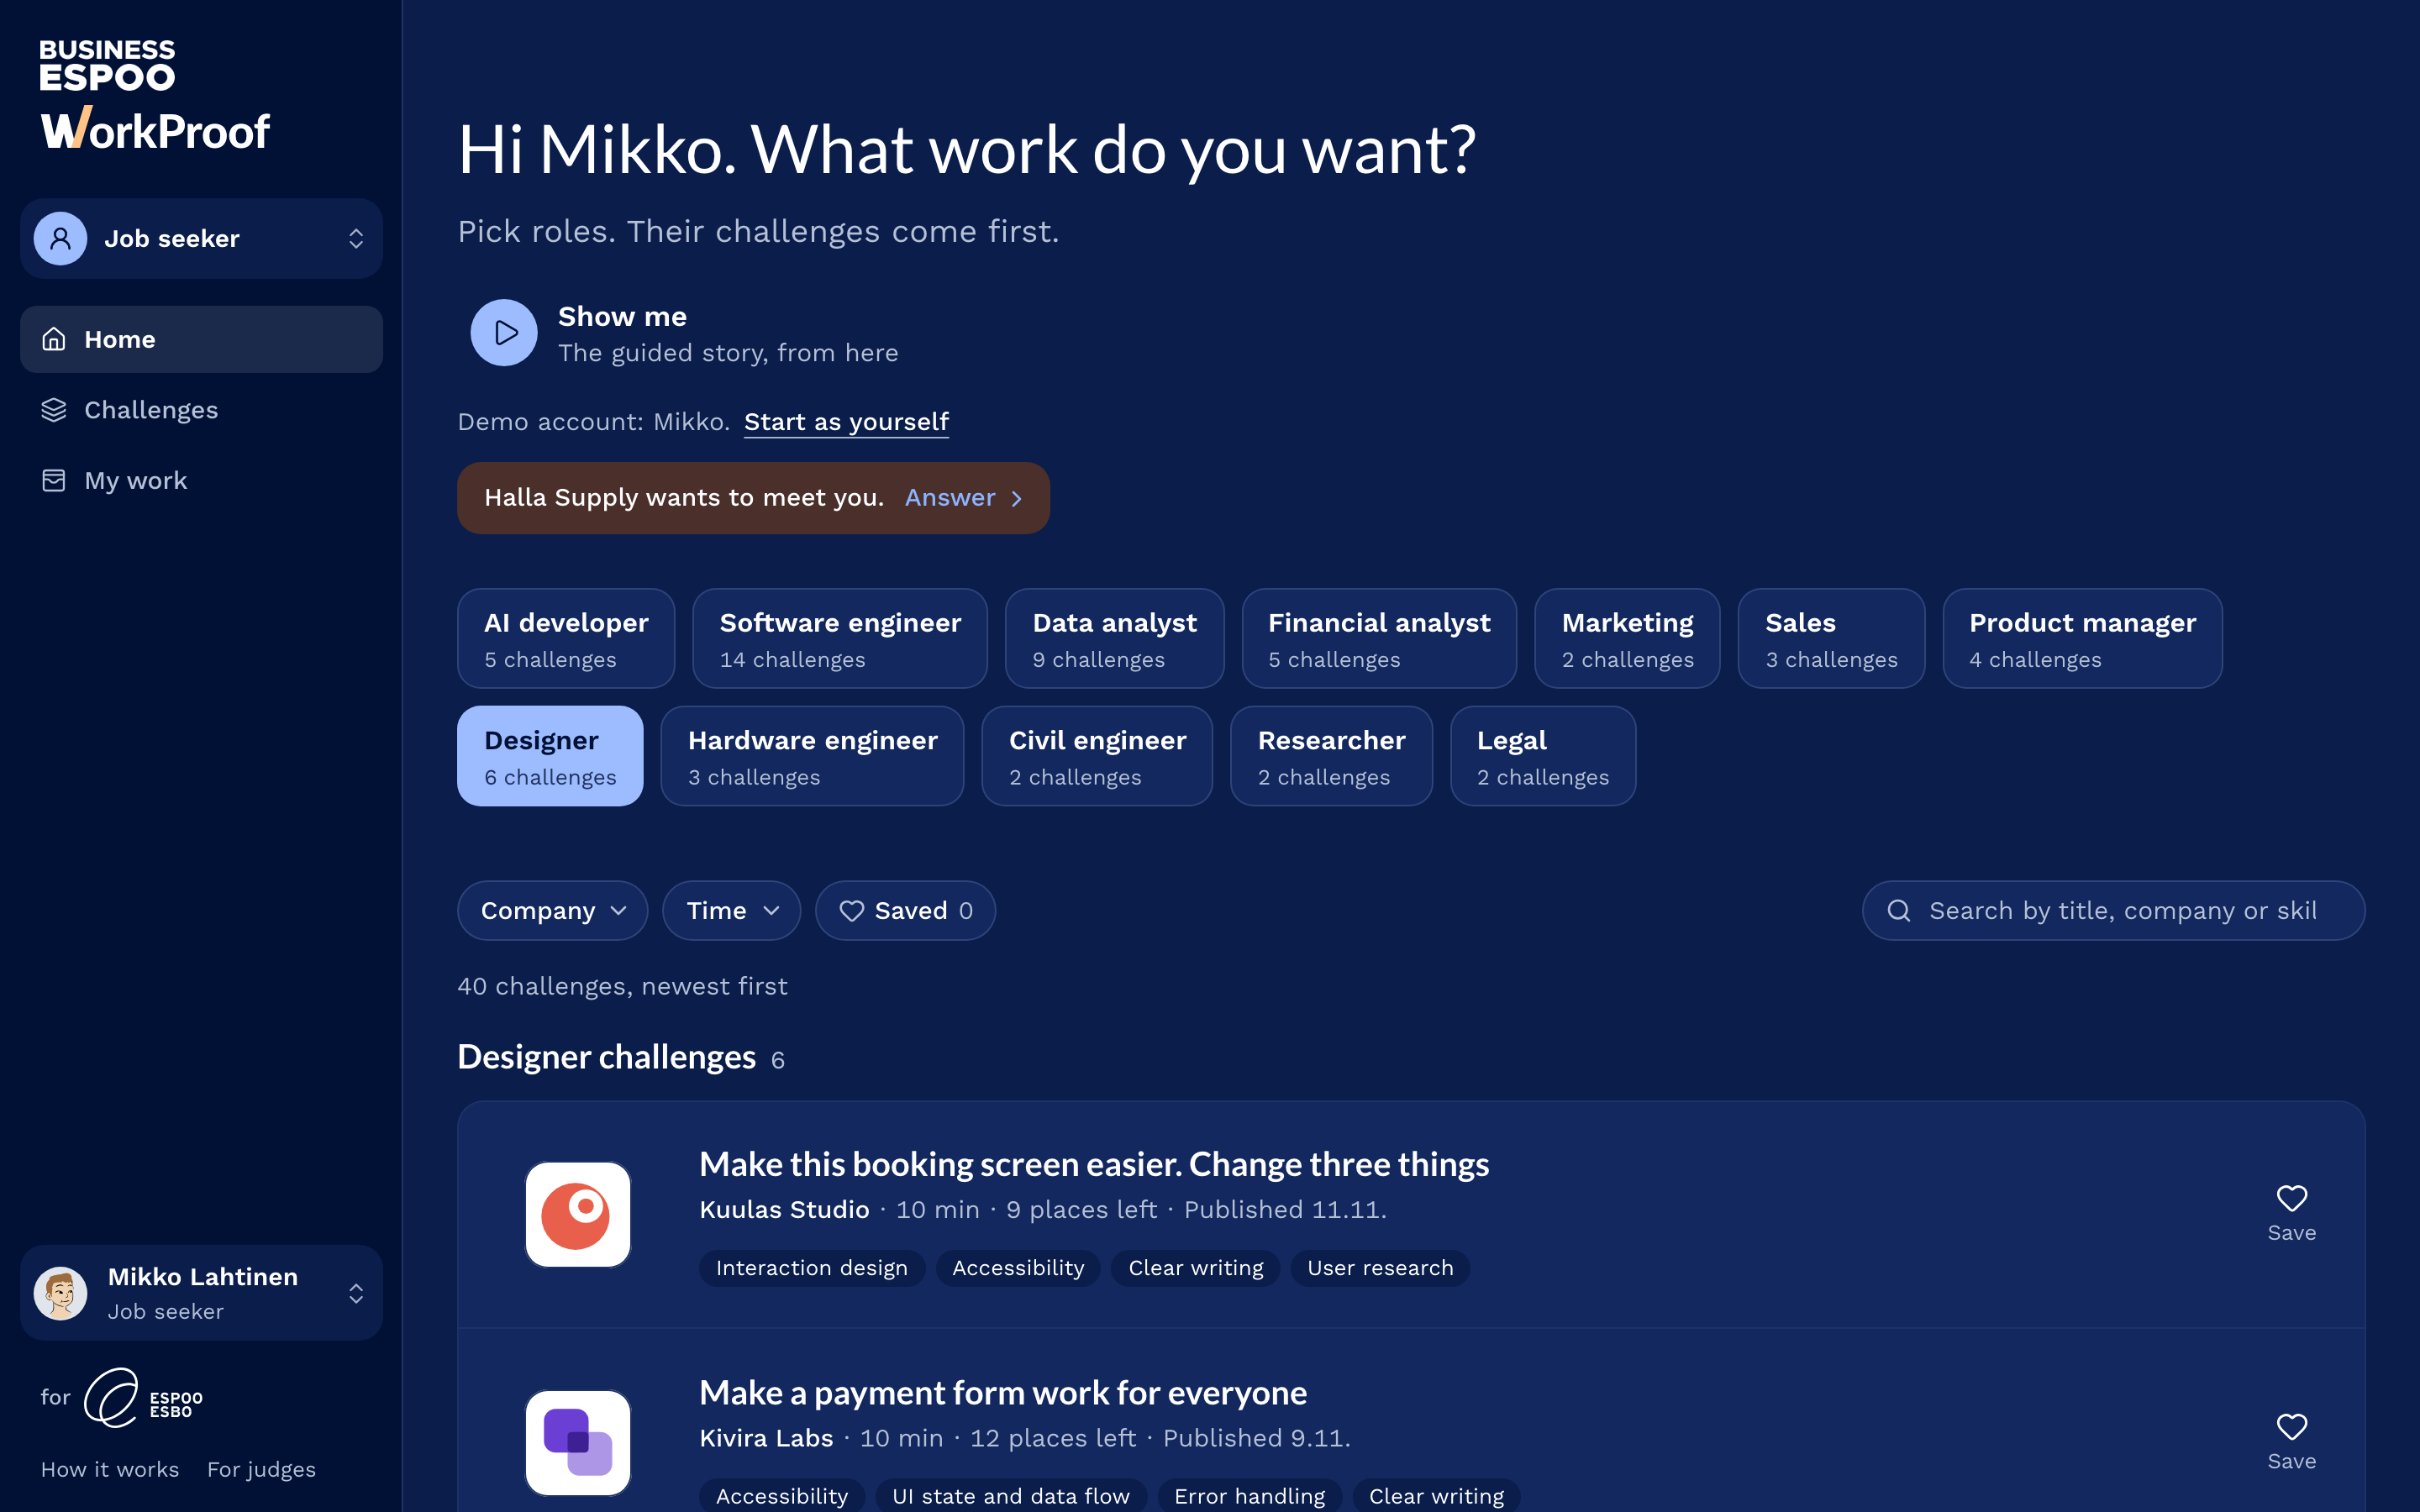 BUSINESS
ESPOO
WorkProof
Job seeker
Home
Challenges
My work
Mikko Lahtinen
Job seeker
for ESPOO
ESBO
How it works For judges
Hi Mikko. What work do you want?
Pick roles. Their challenges come first.
Show me
The guided story, from here
Demo account: Mikko. Start as yourself
Halla Supply wants to meet you. Answer
AI developer
5 challenges
Software engineer
14 challenges
Data analyst
9 challenges
Financial analyst
5 challenges
Marketing
2 challenges
Sales
3 challenges
Product manager
4 challenges
Designer
6 challenges
Hardware engineer
3 challenges
Civil engineer
2 challenges
Researcher
2 challenges
Legal
2 challenges
Company Time Saved 0
Search by title, company or skil
40 challenges, newest first
Designer challenges 6
Make this booking screen easier. Change three things
Kuulas Studio · 10 min · 9 places left · Published 11.11.
Interaction design Accessibility Clear writing User research
Save
Make a payment form work for everyone
Kivira Labs · 10 min · 12 places left · Published 9.11.
Accessibility UI state and data flow Error handling Clear writing
Save